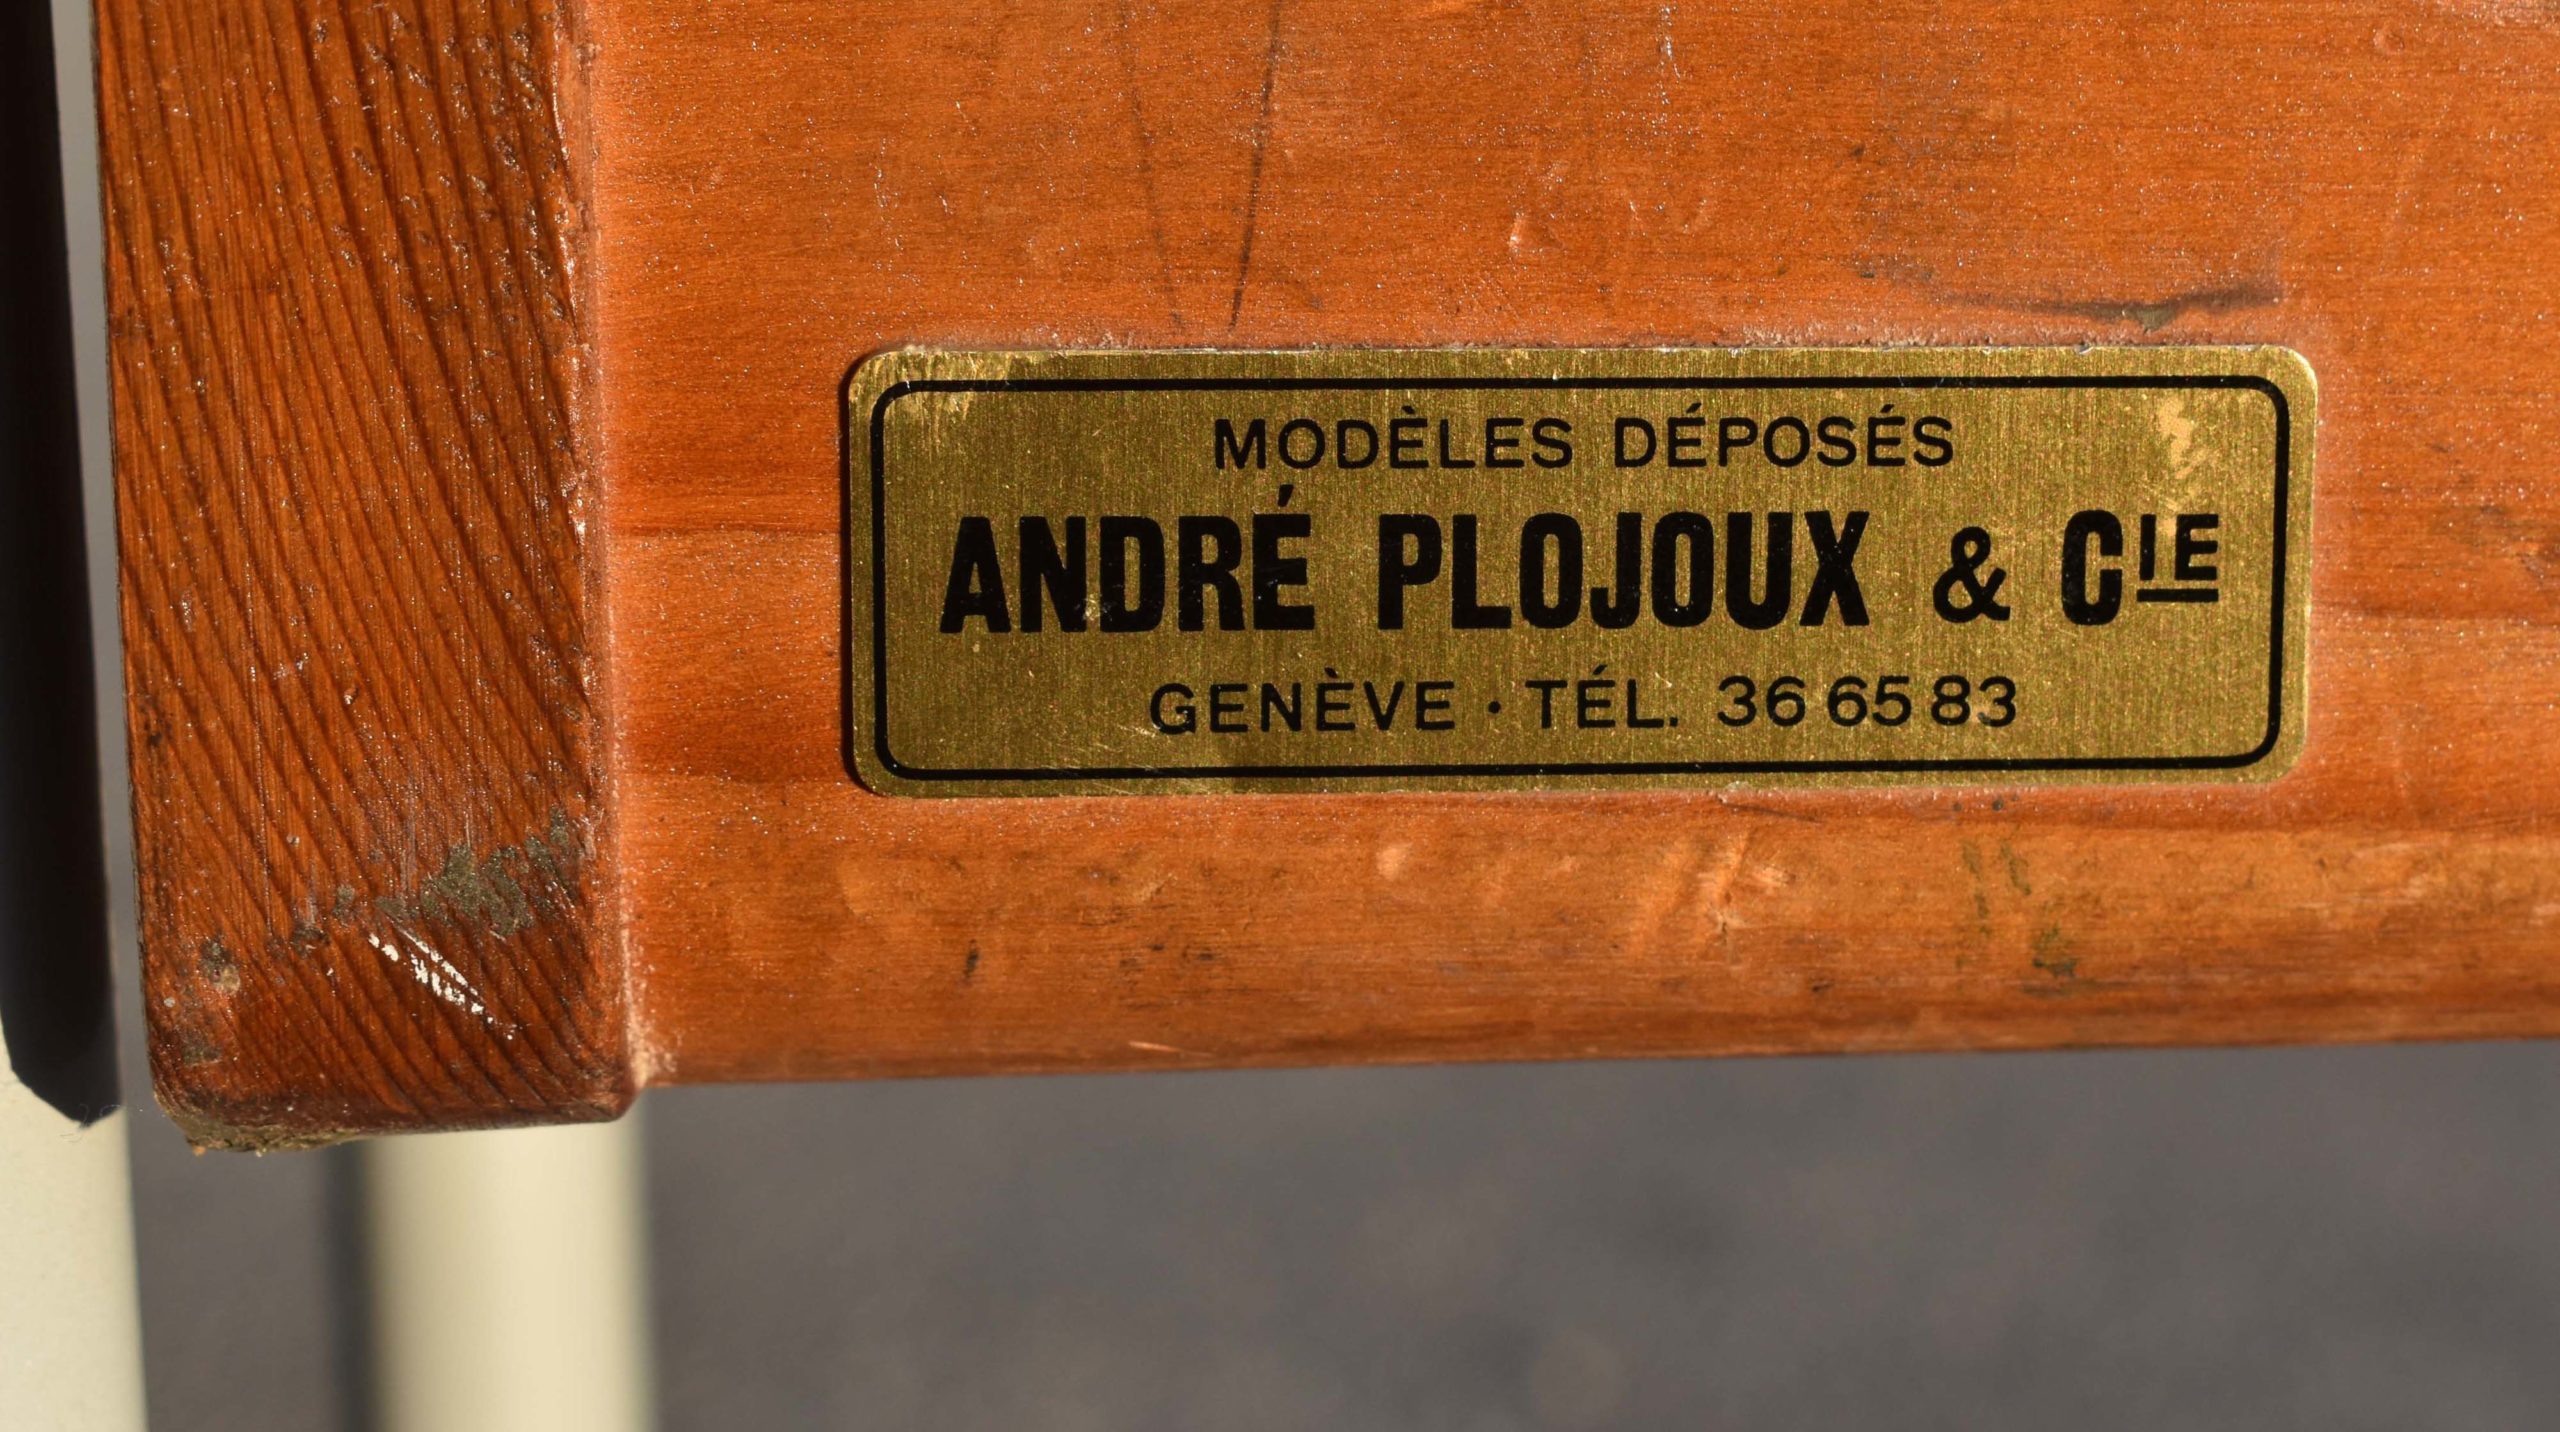 MODÈLES DÉPOSÉS
ANDRÉ PLOJOUX & CIE
GENÈVE · TÉL. 36 65 83